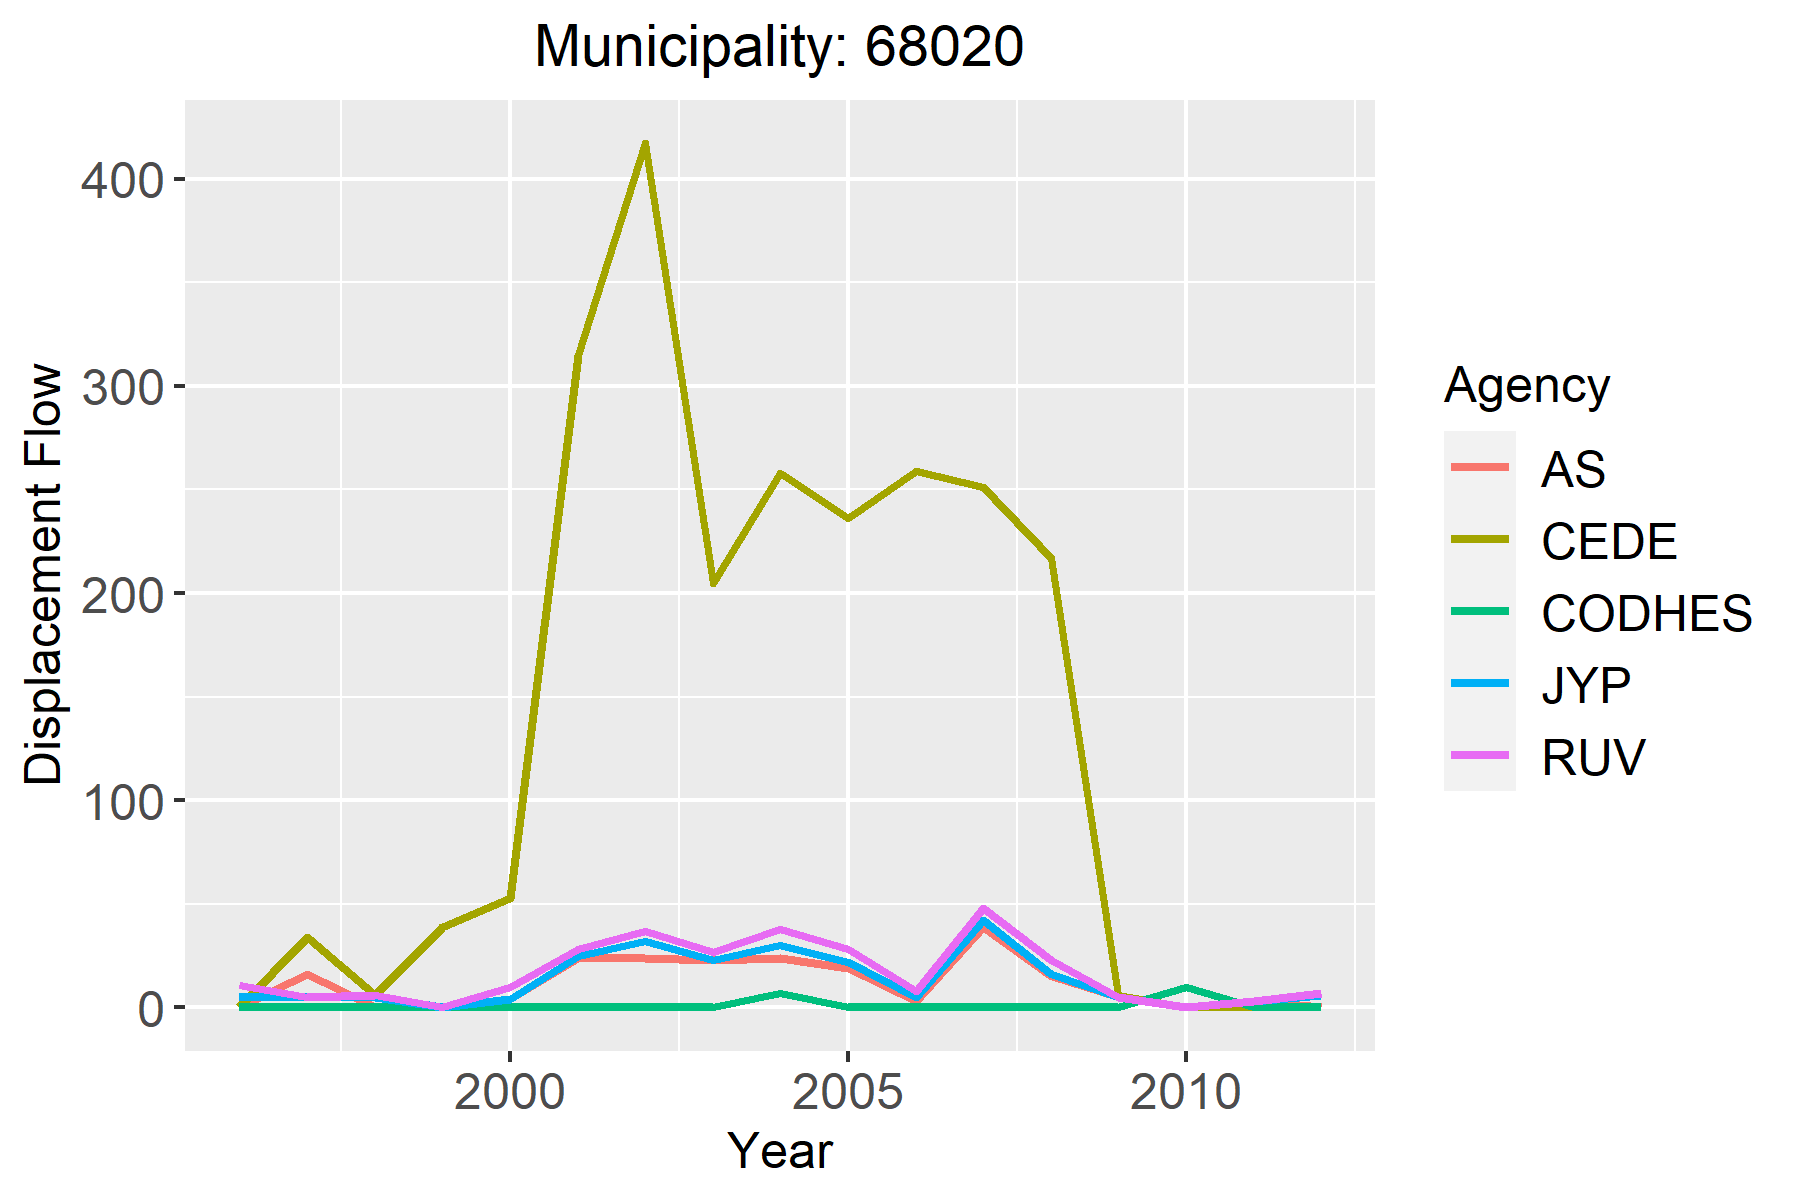 Municipality: 68020
400
300
200
100
0
Displacement Flow
2000
2005
2010
Year
Agency
AS
CEDE
CODHES
JYP
RUV